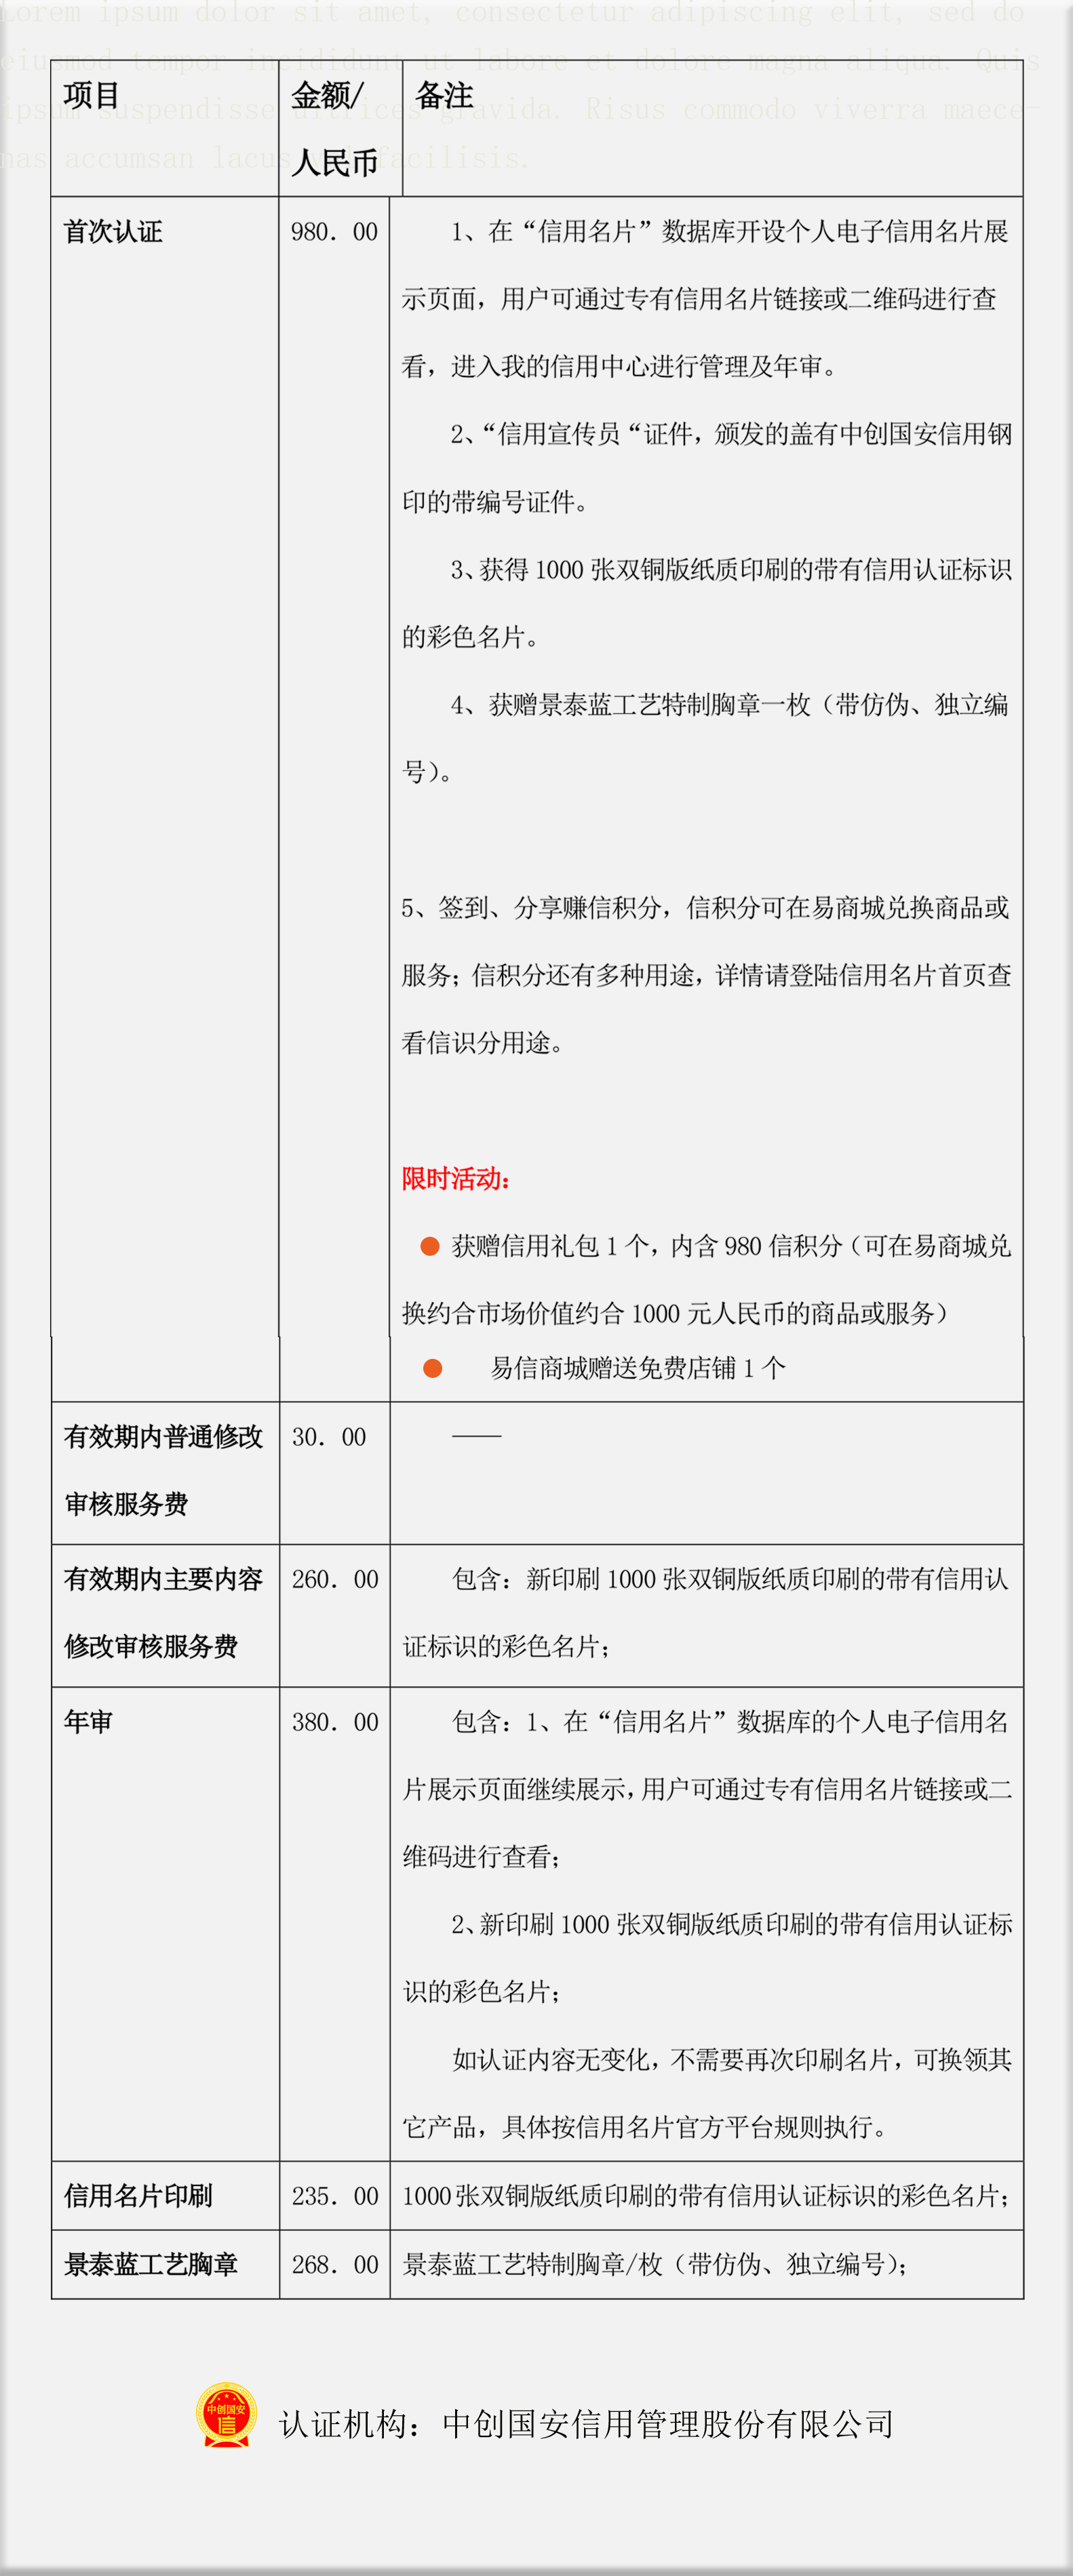 Lorem ipsum dolor sit amet, consectetur adipiscing elit, sed do
eiusmod tempor incididunt ut labore et dolore magna aliqua. Quis
ipsum suspendisse ultrices gravida. Risus commodo viverra maece-
nas accumsan lacus vel facilisis.
项目 金额/ 备注
人民币
首次认证 980. 00 1、在“信用名片”数据库开设个人电子信用名片展
示页面，用户可通过专有信用名片链接或二维码进行查
看，进入我的信用中心进行管理及年审。
2、“信用宣传员“证件，颁发的盖有中创国安信用钢
印的带编号证件。
3、获得 1000 张双铜版纸质印刷的带有信用认证标识
的彩色名片。
4、获赠景泰蓝工艺特制胸章一枚（带仿伪、独立编
号）。
5、签到、分享赚信积分，信积分可在易商城兑换商品或
服务；信积分还有多种用途，详情请登陆信用名片首页查
看信识分用途。
限时活动：
● 获赠信用礼包 1 个，内含 980 信积分（可在易商城兑
换约合市场价值约合 1000 元人民币的商品或服务）
● 易信商城赠送免费店铺 1 个
有效期内普通修改 30. 00 ——
审核服务费
有效期内主要内容 260. 00 包含：新印刷 1000 张双铜版纸质印刷的带有信用认
修改审核服务费 证标识的彩色名片；
年审 380. 00 包含：1、在“信用名片”数据库的个人电子信用名
片展示页面继续展示，用户可通过专有信用名片链接或二
维码进行查看；
2、新印刷 1000 张双铜版纸质印刷的带有信用认证标
识的彩色名片；
如认证内容无变化，不需要再次印刷名片，可换领其
它产品，具体按信用名片官方平台规则执行。
信用名片印刷 235. 00 1000 张双铜版纸质印刷的带有信用认证标识的彩色名片；
景泰蓝工艺胸章 268. 00 景泰蓝工艺特制胸章/枚（带仿伪、独立编号）；
中创国安
信
认证机构：中创国安信用管理股份有限公司